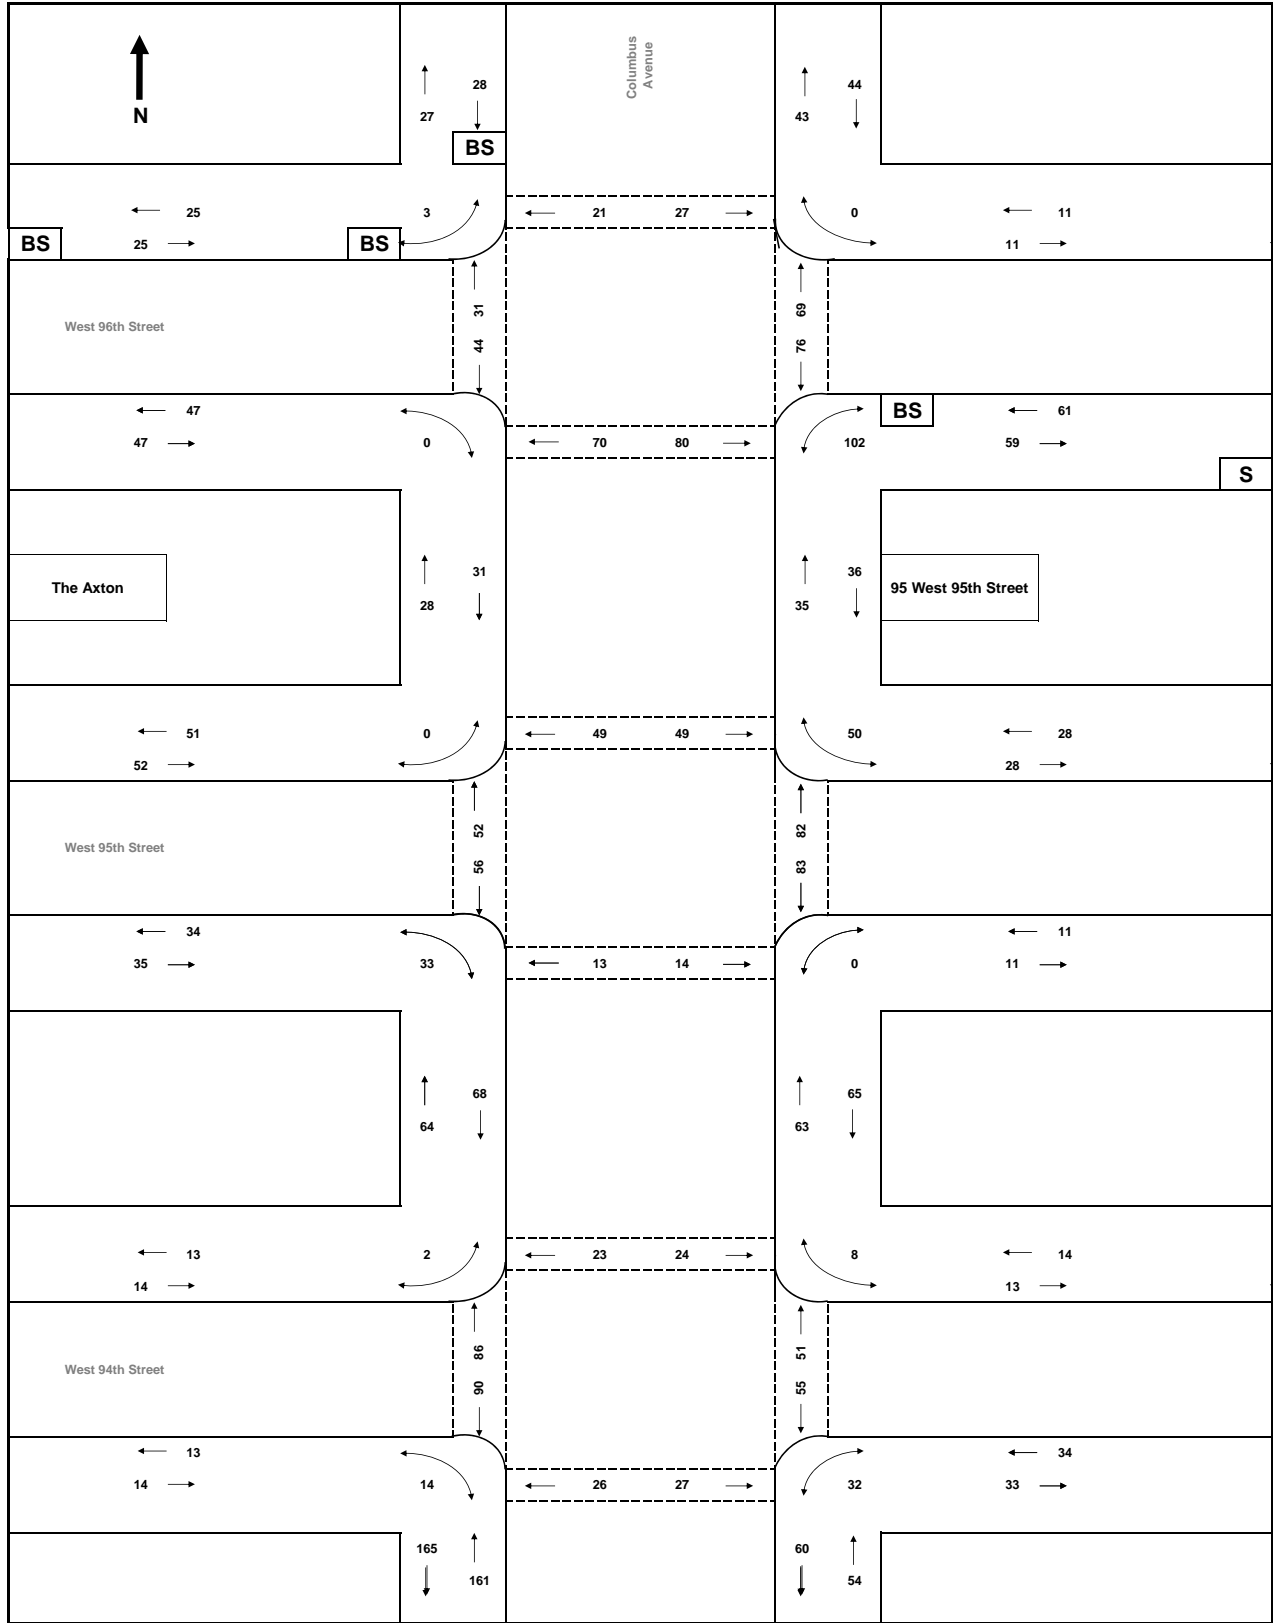 Columbus
Avenue
28 44
27 43
N
BS
25 3 21 27 0 11
BS 25 BS 11
31 69
West 96th Street
44 76
47 BS 61
47 0 70 80 102 59
S
31 36
The Axton 95 West 95th Street
28 35
51 0 49 49 50 28
52 28
52 82
West 95th Street
56 83
34 11
35 33 13 14 0 11
68 65
64 63
13 2 23 24 8 14
14 13
86 51
West 94th Street
90 55
13 34
14 14 26 27 32 33
165 60
161 54